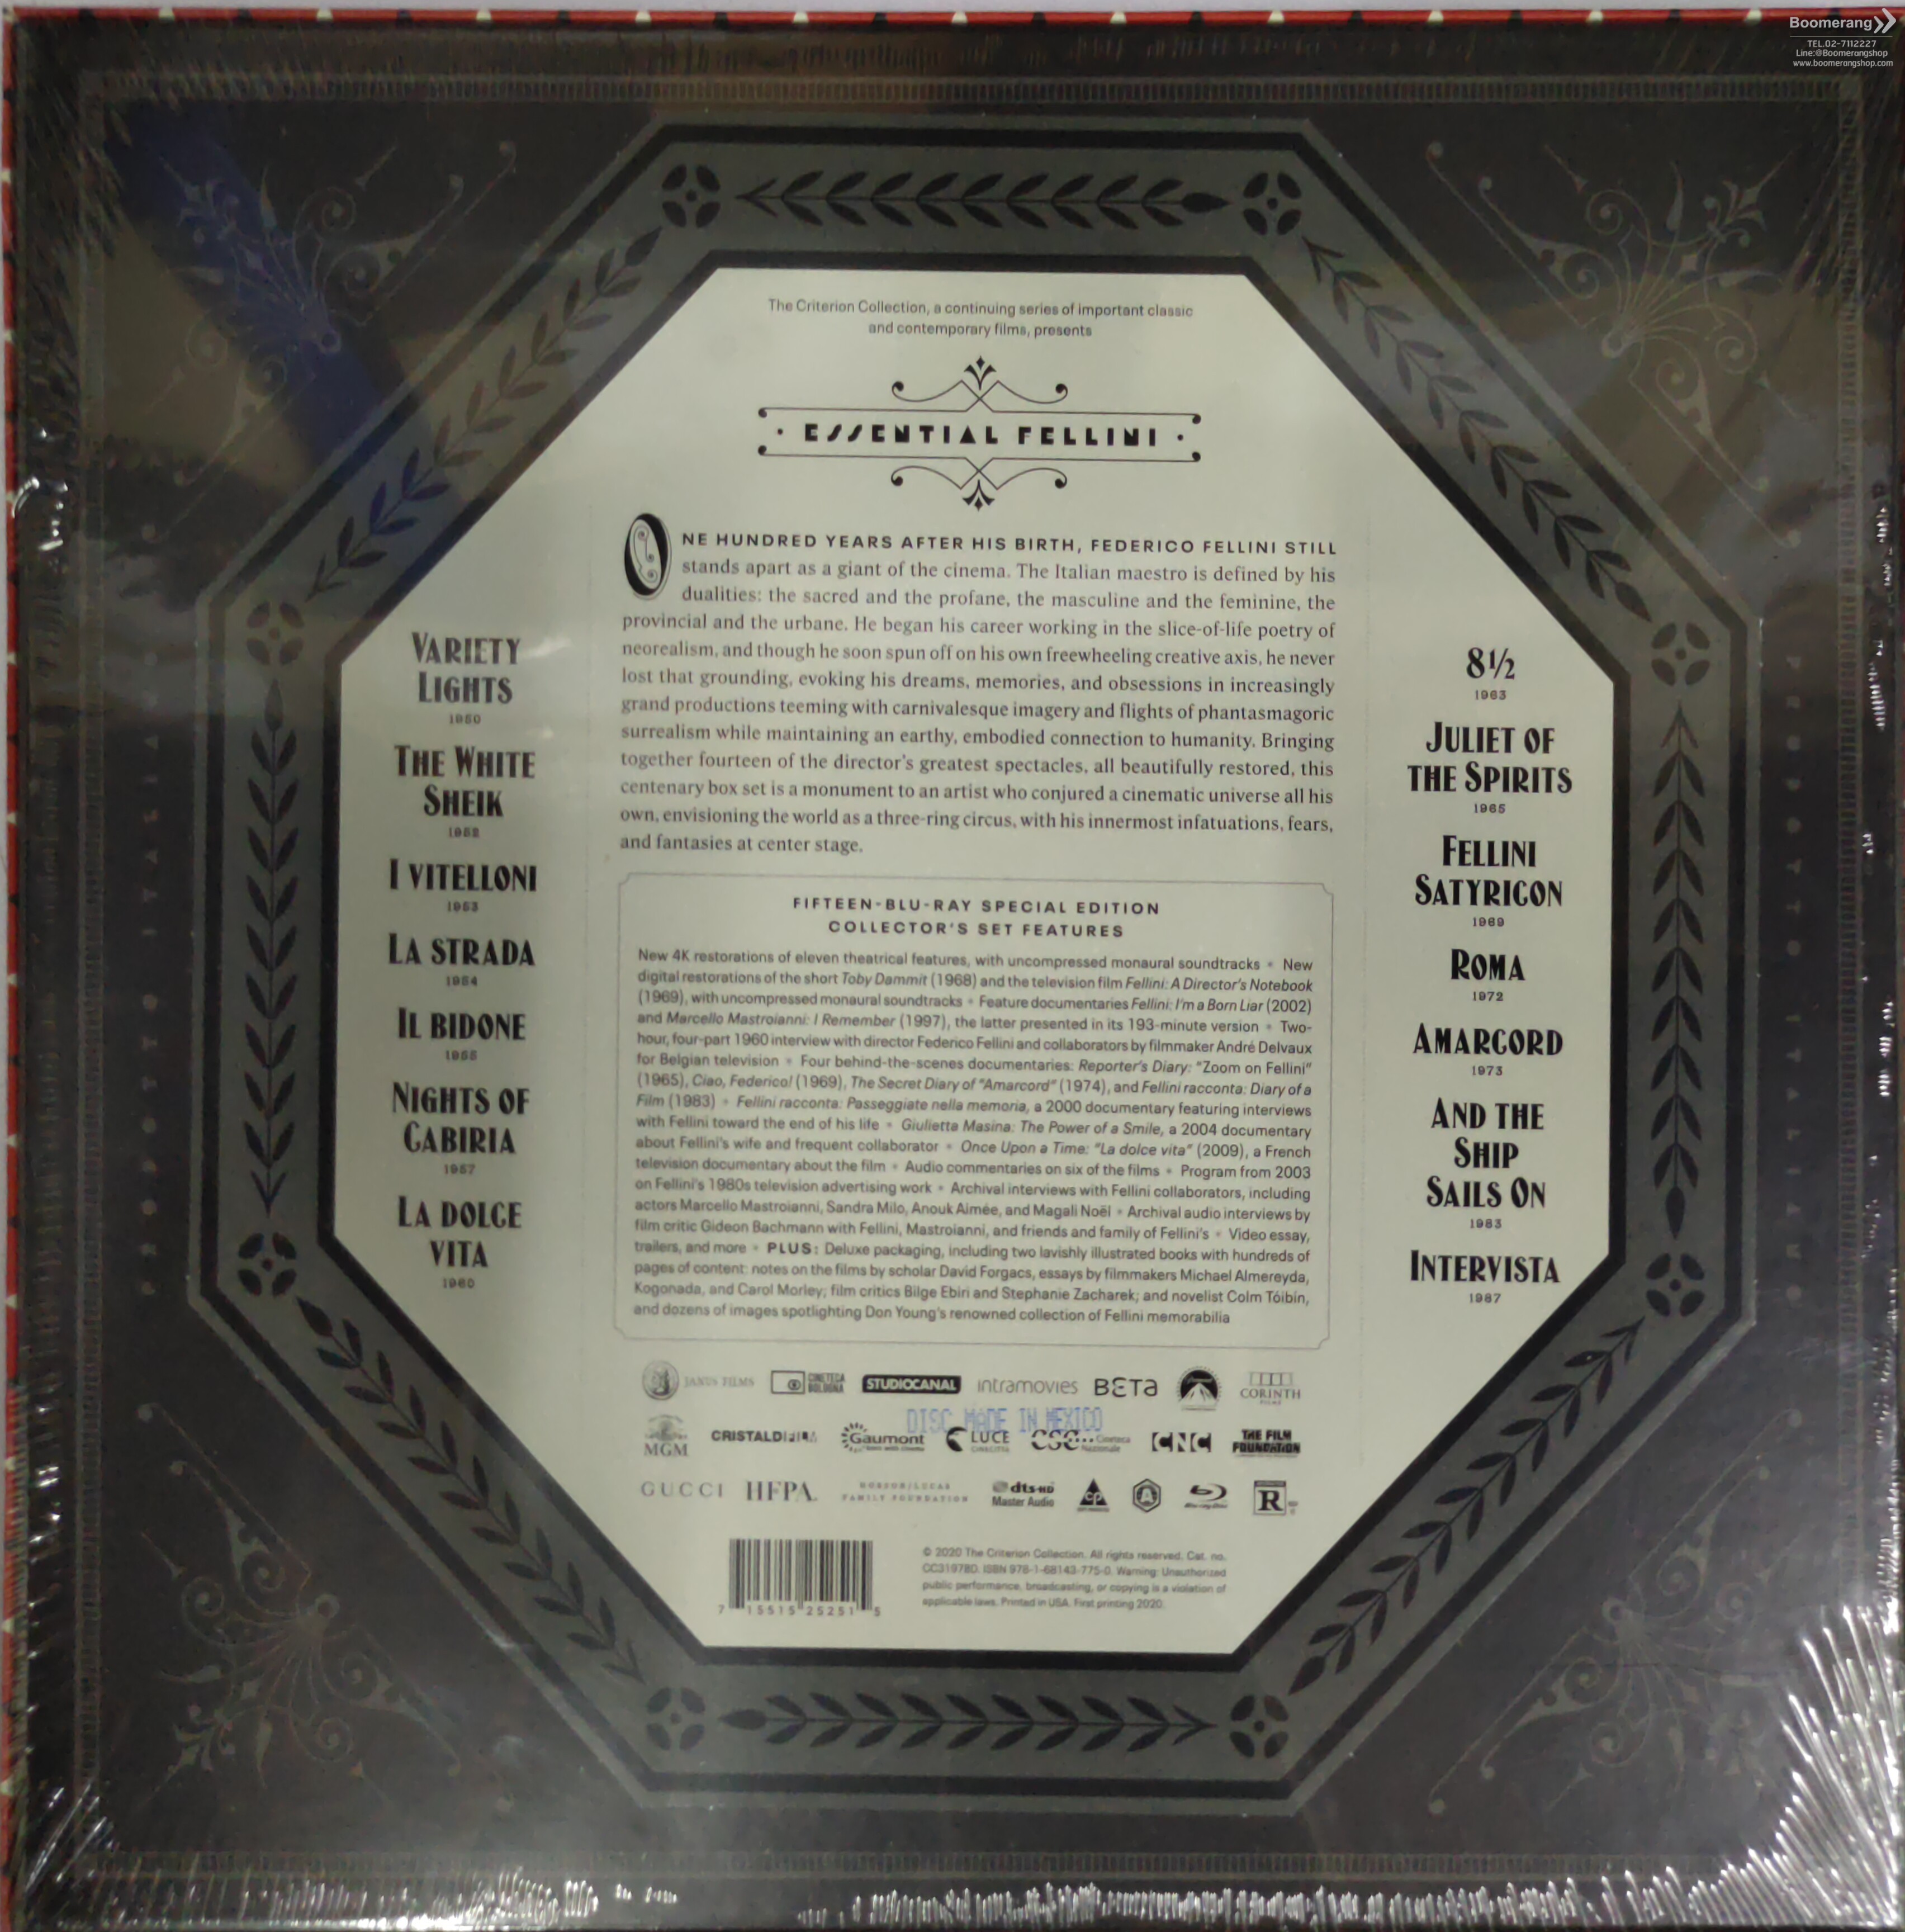 Boomerang
TEL.02-7112227
Line:@Boomerangshop
www.boomerangshop.com
The Criterion Collection, a continuing series of important classic
and contemporary films, presents
· ESSENTIAL FELLINI ·
ONE HUNDRED YEARS AFTER HIS BIRTH, FEDERICO FELLINI STILL
stands apart as a giant of the cinema. The Italian maestro is defined by his
dualities: the sacred and the profane, the masculine and the feminine, the
provincial and the urbane. He began his career working in the slice-of-life poetry of
neorealism, and though he soon spun off on his own freewheeling creative axis, he never
lost that grounding, evoking his dreams, memories, and obsessions in increasingly
grand productions teeming with carnivalesque imagery and flights of phantasmagoric
surrealism while maintaining an earthy, embodied connection to humanity. Bringing
together fourteen of the director's greatest spectacles, all beautifully restored, this
centenary box set is a monument to an artist who conjured a cinematic universe all his
own, envisioning the world as a three-ring circus, with his innermost infatuations, fears,
and fantasies at center stage.
VARIETY
LIGHTS
1950
THE WHITE
SHEIK
1952
I VITELLONI
1953
LA STRADA
1954
IL BIDONE
1955
NIGHTS OF
CABIRIA
1957
LA DOLCE
VITA
1960
FIFTEEN-BLU-RAY SPECIAL EDITION
COLLECTOR'S SET FEATURES
New 4K restorations of eleven theatrical features, with uncompressed monaural soundtracks • New
digital restorations of the short Toby Dammit (1968) and the television film Fellini: A Director's Notebook
(1969), with uncompressed monaural soundtracks • Feature documentaries Fellini: I'm a Born Liar (2002)
and Marcello Mastroianni: I Remember (1997), the latter presented in its 193-minute version • Two-
hour, four-part 1960 interview with director Federico Fellini and collaborators by filmmaker André Delvaux
for Belgian television • Four behind-the-scenes documentaries: Reporter's Diary: "Zoom on Fellini"
(1965), Ciao, Federico! (1969), The Secret Diary of "Amarcord" (1974), and Fellini racconta: Diary of a
Film (1983) • Fellini racconta: Passeggiate nella memoria, a 2000 documentary featuring interviews
with Fellini toward the end of his life • Giulietta Masina: The Power of a Smile, a 2004 documentary
about Fellini's wife and frequent collaborator • Once Upon a Time: "La dolce vita" (2009), a French
television documentary about the film • Audio commentaries on six of the films • Program from 2003
on Fellini's 1980s television advertising work • Archival interviews with Fellini collaborators, including
actors Marcello Mastroianni, Sandra Milo, Anouk Aimée, and Magali Noël • Archival audio interviews by
film critic Gideon Bachmann with Fellini, Mastroianni, and friends and family of Fellini's • Video essay,
trailers, and more • PLUS: Deluxe packaging, including two lavishly illustrated books with hundreds of
pages of content: notes on the films by scholar David Forgacs, essays by filmmakers Michael Almereyda,
Kogonada, and Carol Morley; film critics Bilge Ebiri and Stephanie Zacharek; and novelist Colm Tóibín,
and dozens of images spotlighting Don Young's renowned collection of Fellini memorabilia
8½
1963
JULIET OF
THE SPIRITS
1965
FELLINI
SATYRICON
1969
ROMA
1972
AMARCORD
1973
AND THE
SHIP
SAILS ON
1983
INTERVISTA
1987
JANUS FILMS CINETECA BOLOGNA STUDIOCANAL intramovies BETA Paramount CORINTH FILMS
DISC MADE IN MEXICO
MGM CRISTALDIFILM Gaumont LUCE CINECITTÀ CSC... Cineteca Nazionale CNC THE FILM FOUNDATION
GUCCI HFPA HOBSON/LUCAS FAMILY FOUNDATION dts-HD Master Audio CP A Blu-ray Disc R
7 15515 25251 5
© 2020 The Criterion Collection. All rights reserved. Cat. no.
CC3197BD. ISBN 978-1-68143-775-0. Warning: Unauthorized
public performance, broadcasting, or copying is a violation of
applicable laws. Printed in USA. First printing 2020.